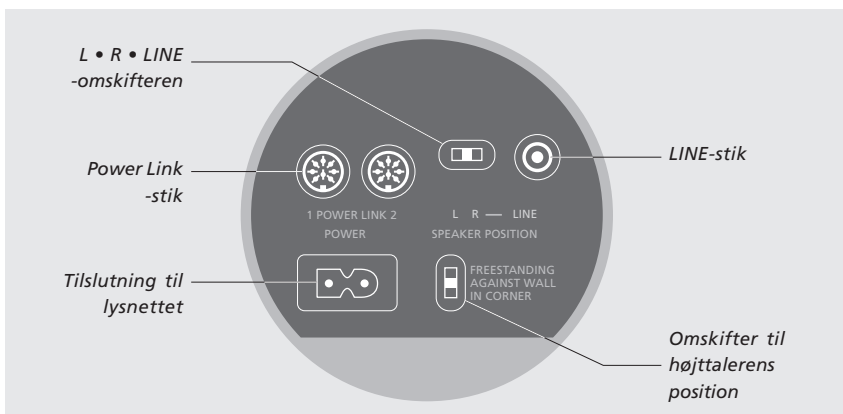 L • R • LINE
-omskifteren
Power Link
-stik
Tilslutning til
lysnettet
1 POWER LINK 2
POWER
L R — LINE
SPEAKER POSITION
FREESTANDING
AGAINST WALL
IN CORNER
LINE-stik
Omskifter til
højttalerens
position